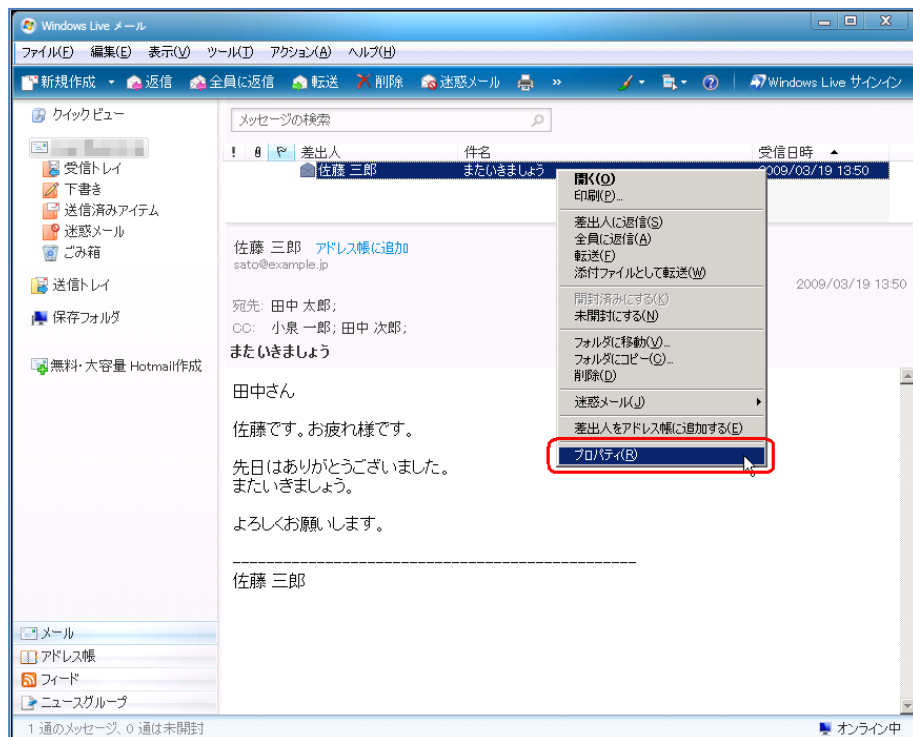 Windows Live メール
ファイル(F) 編集(E) 表示(V) ツール(T) アクション(A) ヘルプ(H)
新規作成 返信 全員に返信 転送 削除 迷惑メール » Windows Live サインイン
クイック ビュー
メッセージの検索
! 差出人 件名 受信日時
佐藤 三郎 またいきましょう 2009/03/19 13:50
受信トレイ
下書き
送信済みアイテム
迷惑メール
ごみ箱
送信トレイ
保存フォルダ
無料・大容量 Hotmail作成
開く(O)
印刷(P)...
差出人に返信(S)
全員に返信(A)
転送(F)
添付ファイルとして転送(W)
開封済みにする(K)
未開封にする(N)
フォルダに移動(V)...
フォルダにコピー(C)...
削除(D)
迷惑メール(J)
差出人をアドレス帳に追加する(E)
プロパティ(R)
佐藤 三郎 アドレス帳に追加
sato@example.jp
2009/03/19 13:50
宛先: 田中 太郎;
CC: 小泉 一郎; 田中 次郎;
またいきましょう
田中さん
佐藤です。お疲れ様です。
先日はありがとうございました。
またいきましょう。
よろしくお願いします。
------------------------------------------------
佐藤 三郎
メール
アドレス帳
フィード
ニュースグループ
1 通のメッセージ、0 通は未開封
オンライン中